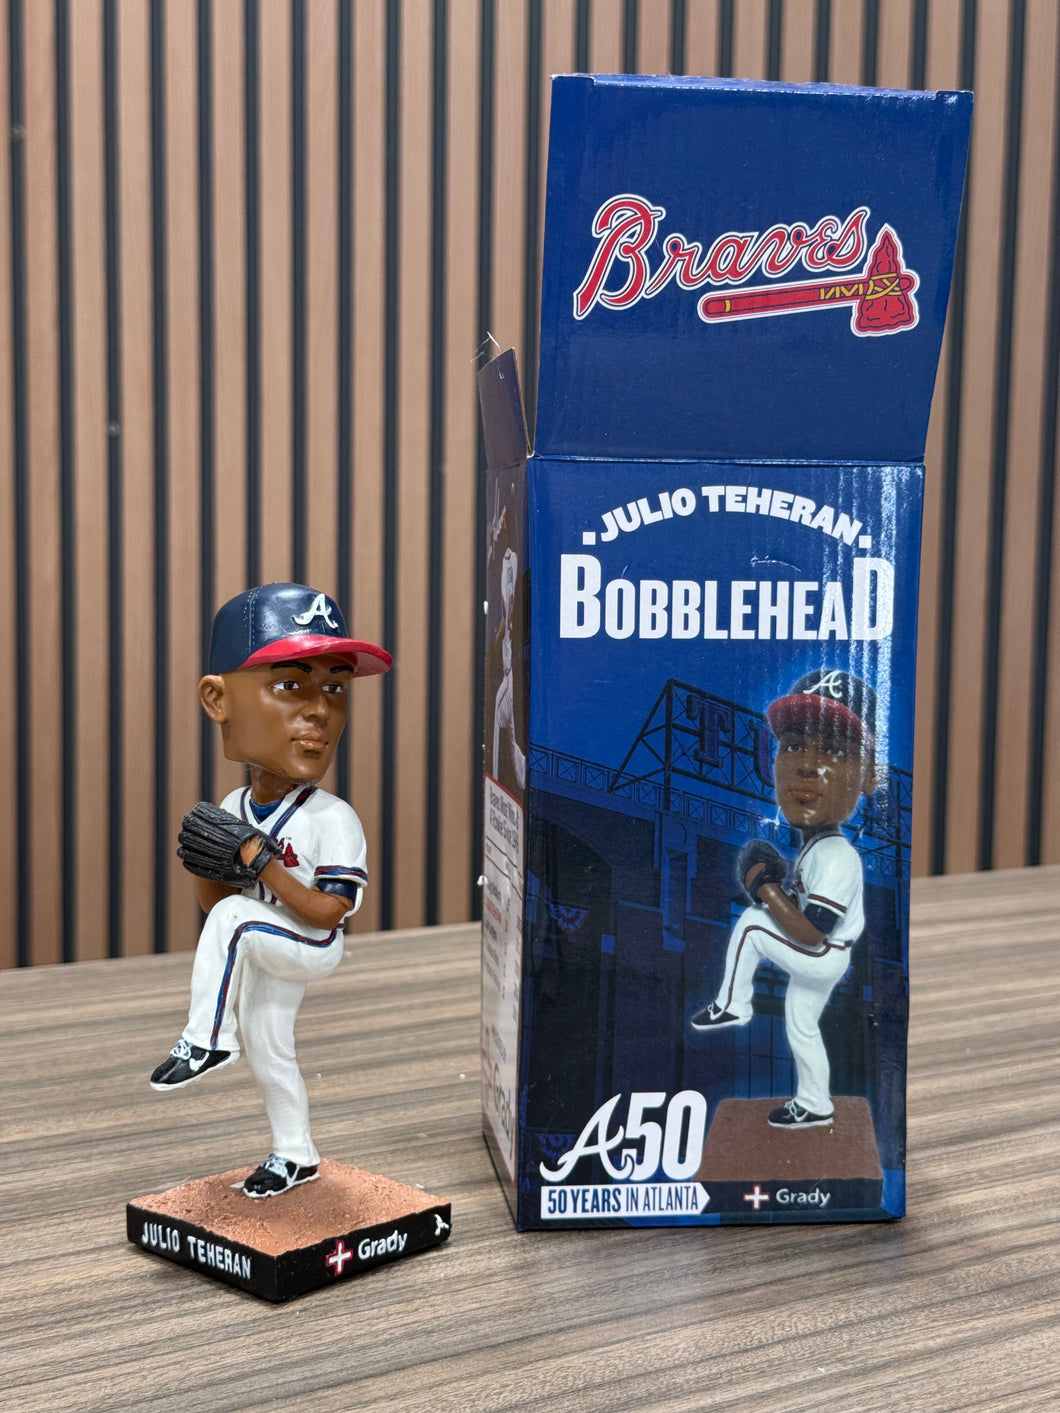 Braves
JULIO TEHERAN
BOBBLEHEAD
A
A
A50
50 YEARS IN ATLANTA
Grady
JULIO TEHERAN
Grady
A